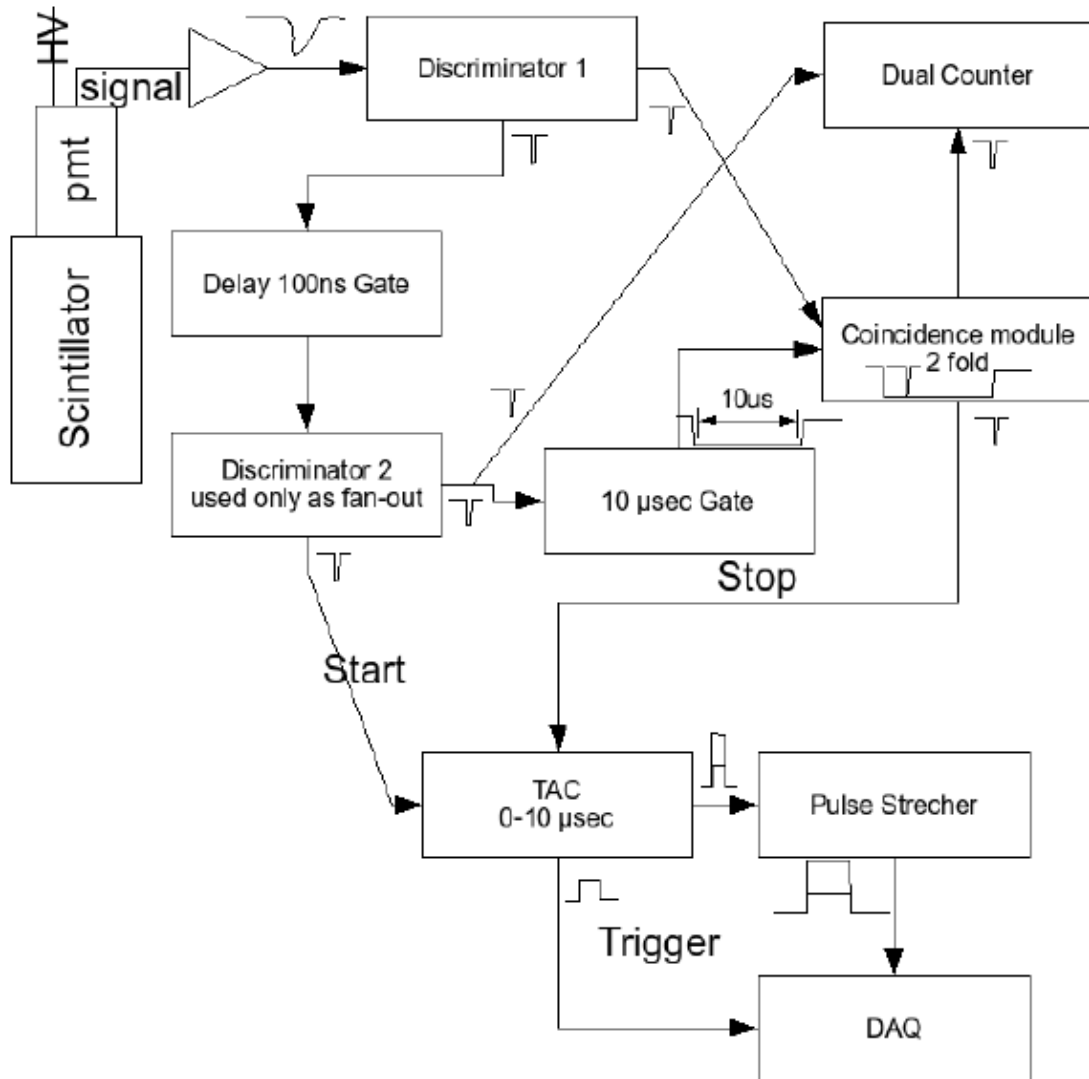 HV
signal
pmt
Scintillator
Discriminator 1
Dual Counter
Delay 100ns Gate
Coincidence module
2 fold
10us
Discriminator 2
used only as fan-out
10 µsec Gate
Stop
Start
TAC
0-10 µsec
Pulse Strecher
Trigger
DAQ